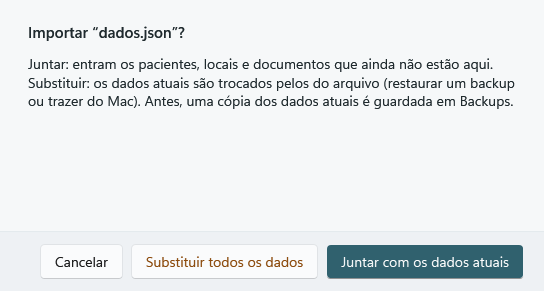 Importar “dados.json”?
Juntar: entram os pacientes, locais e documentos que ainda não estão aqui.
Substituir: os dados atuais são trocados pelos do arquivo (restaurar um backup
ou trazer do Mac). Antes, uma cópia dos dados atuais é guardada em Backups.
Cancelar
Substituir todos os dados
Juntar com os dados atuais